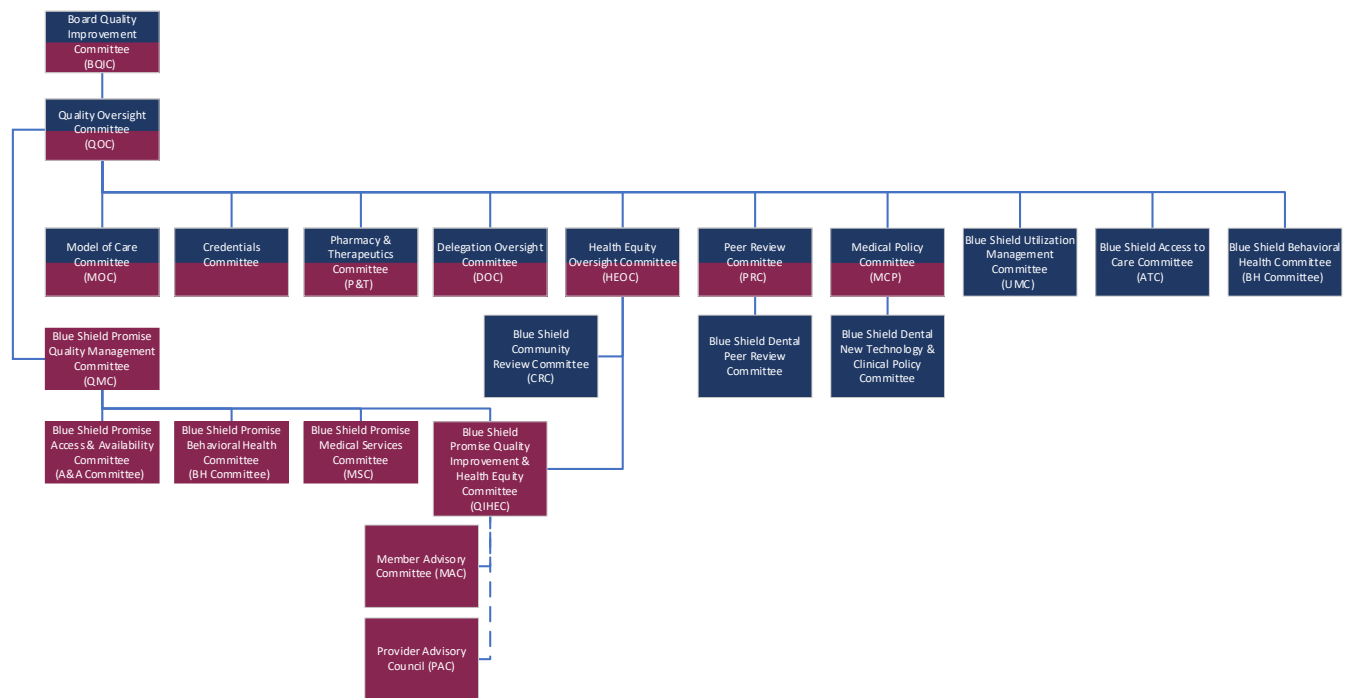 Board Quality
Improvement
Committee
(BQIC)
Quality Oversight
Committee
(QOC)
Model of Care
Committee
(MOC)
Credentials
Committee
Pharmacy &
Therapeutics
Committee
(P&T)
Delegation Oversight
Committee
(DOC)
Health Equity
Oversight Committee
(HEOC)
Peer Review
Committee
(PRC)
Medical Policy
Committee
(MCP)
Blue Shield Utilization
Management
Committee
(UMC)
Blue Shield Access to
Care Committee
(ATC)
Blue Shield Behavioral
Health Committee
(BH Committee)
Blue Shield Promise
Quality Management
Committee
(QMC)
Blue Shield
Community
Review Committee
(CRC)
Blue Shield Dental
Peer Review
Committee
Blue Shield Dental
New Technology &
Clinical Policy
Committee
Blue Shield Promise
Access & Availability
Committee
(A&A Committee)
Blue Shield Promise
Behavioral Health
Committee
(BH Committee)
Blue Shield Promise
Medical Services
Committee
(MSC)
Blue Shield
Promise Quality
Improvement &
Health Equity
Committee
(QIHEC)
Member Advisory
Committee (MAC)
Provider Advisory
Council (PAC)